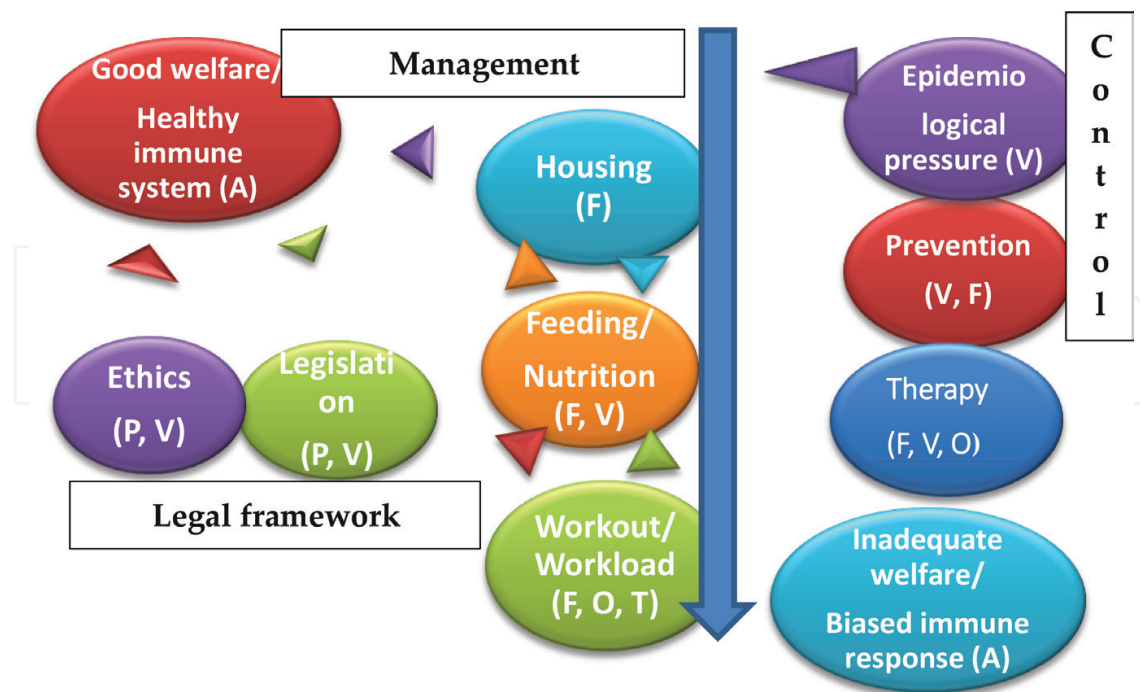 Good welfare/
Healthy
immune
system (A)
Management
Housing
(F)
Feeding/
Nutrition
(F, V)
Workout/
Workload
(F, O, T)
Ethics
(P, V)
Legislati
on
(P, V)
Legal framework
Epidemio
logical
pressure (V)
Prevention
(V, F)
Therapy
(F, V, O)
Inadequate
welfare/
Biased immune
response (A)
C
o
n
t
r
o
l